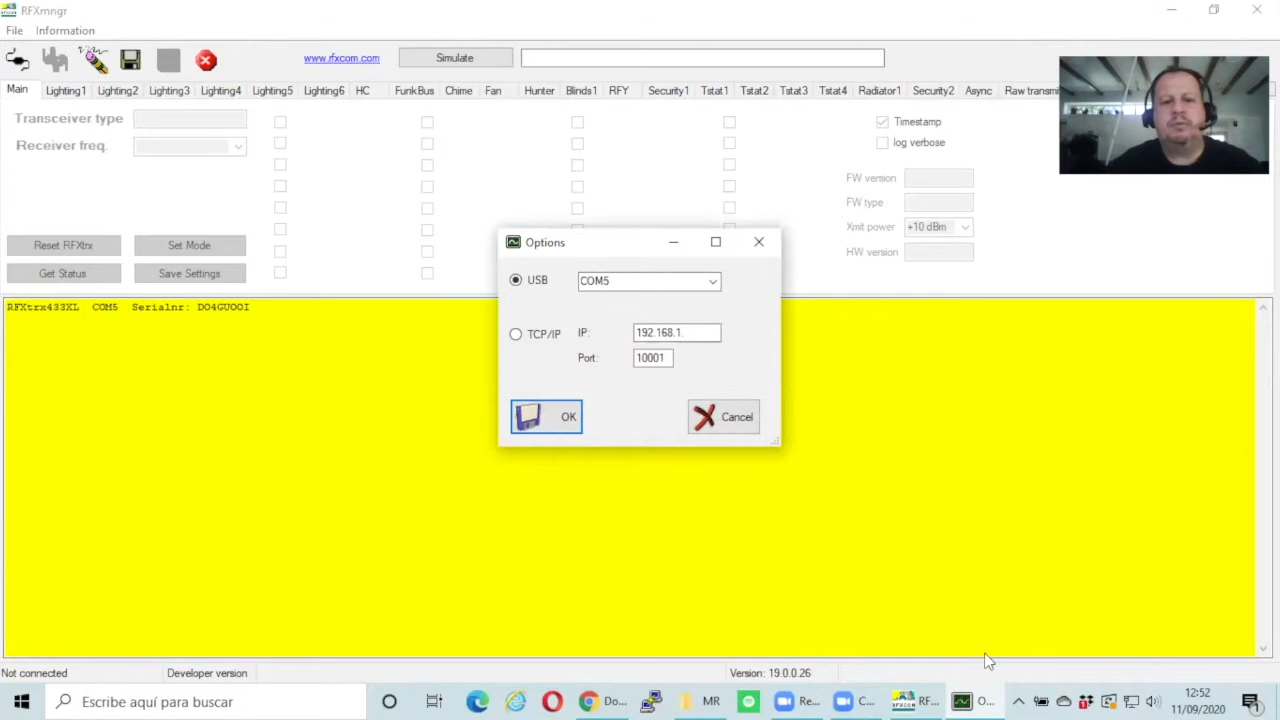 RFXmngr
File Information
www.rfxcom.com Simulate
Main Lighting1 Lighting2 Lighting3 Lighting4 Lighting5 Lighting6 HC FunkBus Chime Fan Hunter Blinds1 RFY Security1 Tstat1 Tstat2 Tstat3 Tstat4 Radiator1 Security2 Async Raw transmi
Transceiver type
Receiver freq.
Timestamp
log verbose
FW version
FW type
Xmit power +10 dBm
HW version
Reset RFXtrx Set Mode
Get Status Save Settings
RFXtrx433XL COM5 Serialnr: DO4GUOOI
Options
USB COM5
TCP/IP IP: 192.168.1.
Port: 10001
OK Cancel
Not connected Developer version Version: 19.0.0.26
Escribe aquí para buscar
Do... MR Re... C... RF... O...
12:52
11/09/2020